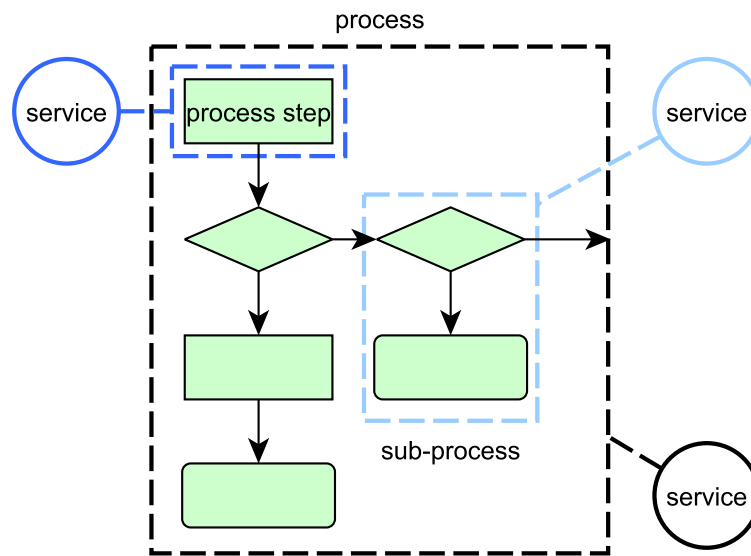 process
service
process step
service
sub-process
service